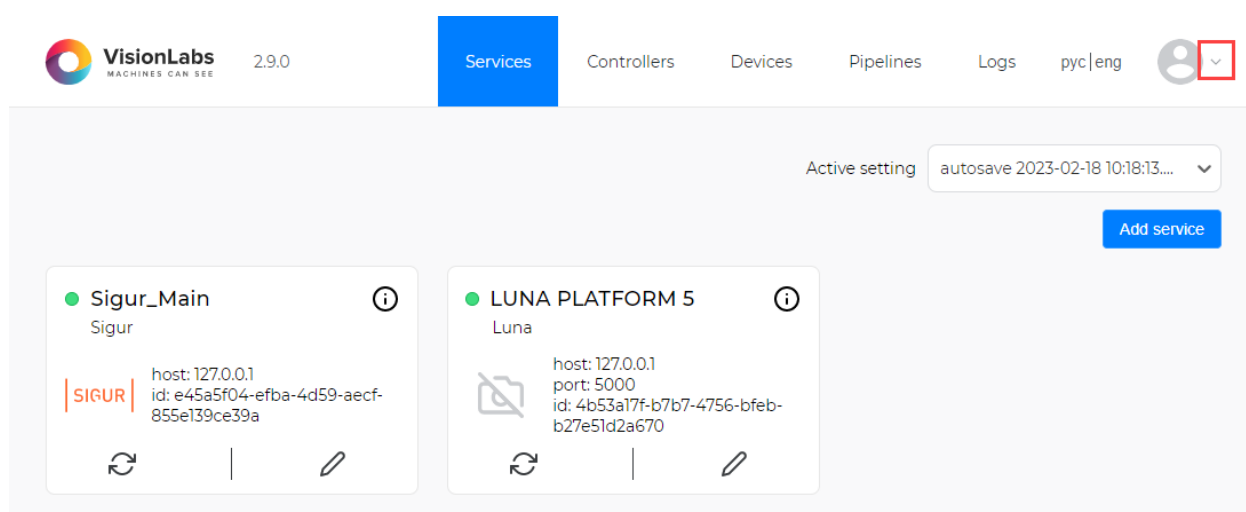 VisionLabs
MACHINES CAN SEE
2.9.0
Services
Controllers
Devices
Pipelines
Logs
рус|eng
Active setting
autosave 2023-02-18 10:18:13....
Add service
Sigur_Main
Sigur
SIGUR
host: 127.0.0.1
id: e45a5f04-efba-4d59-aecf-
855e139ce39a
LUNA PLATFORM 5
Luna
host: 127.0.0.1
port: 5000
id: 4b53a17f-b7b7-4756-bfeb-
b27e51d2a670